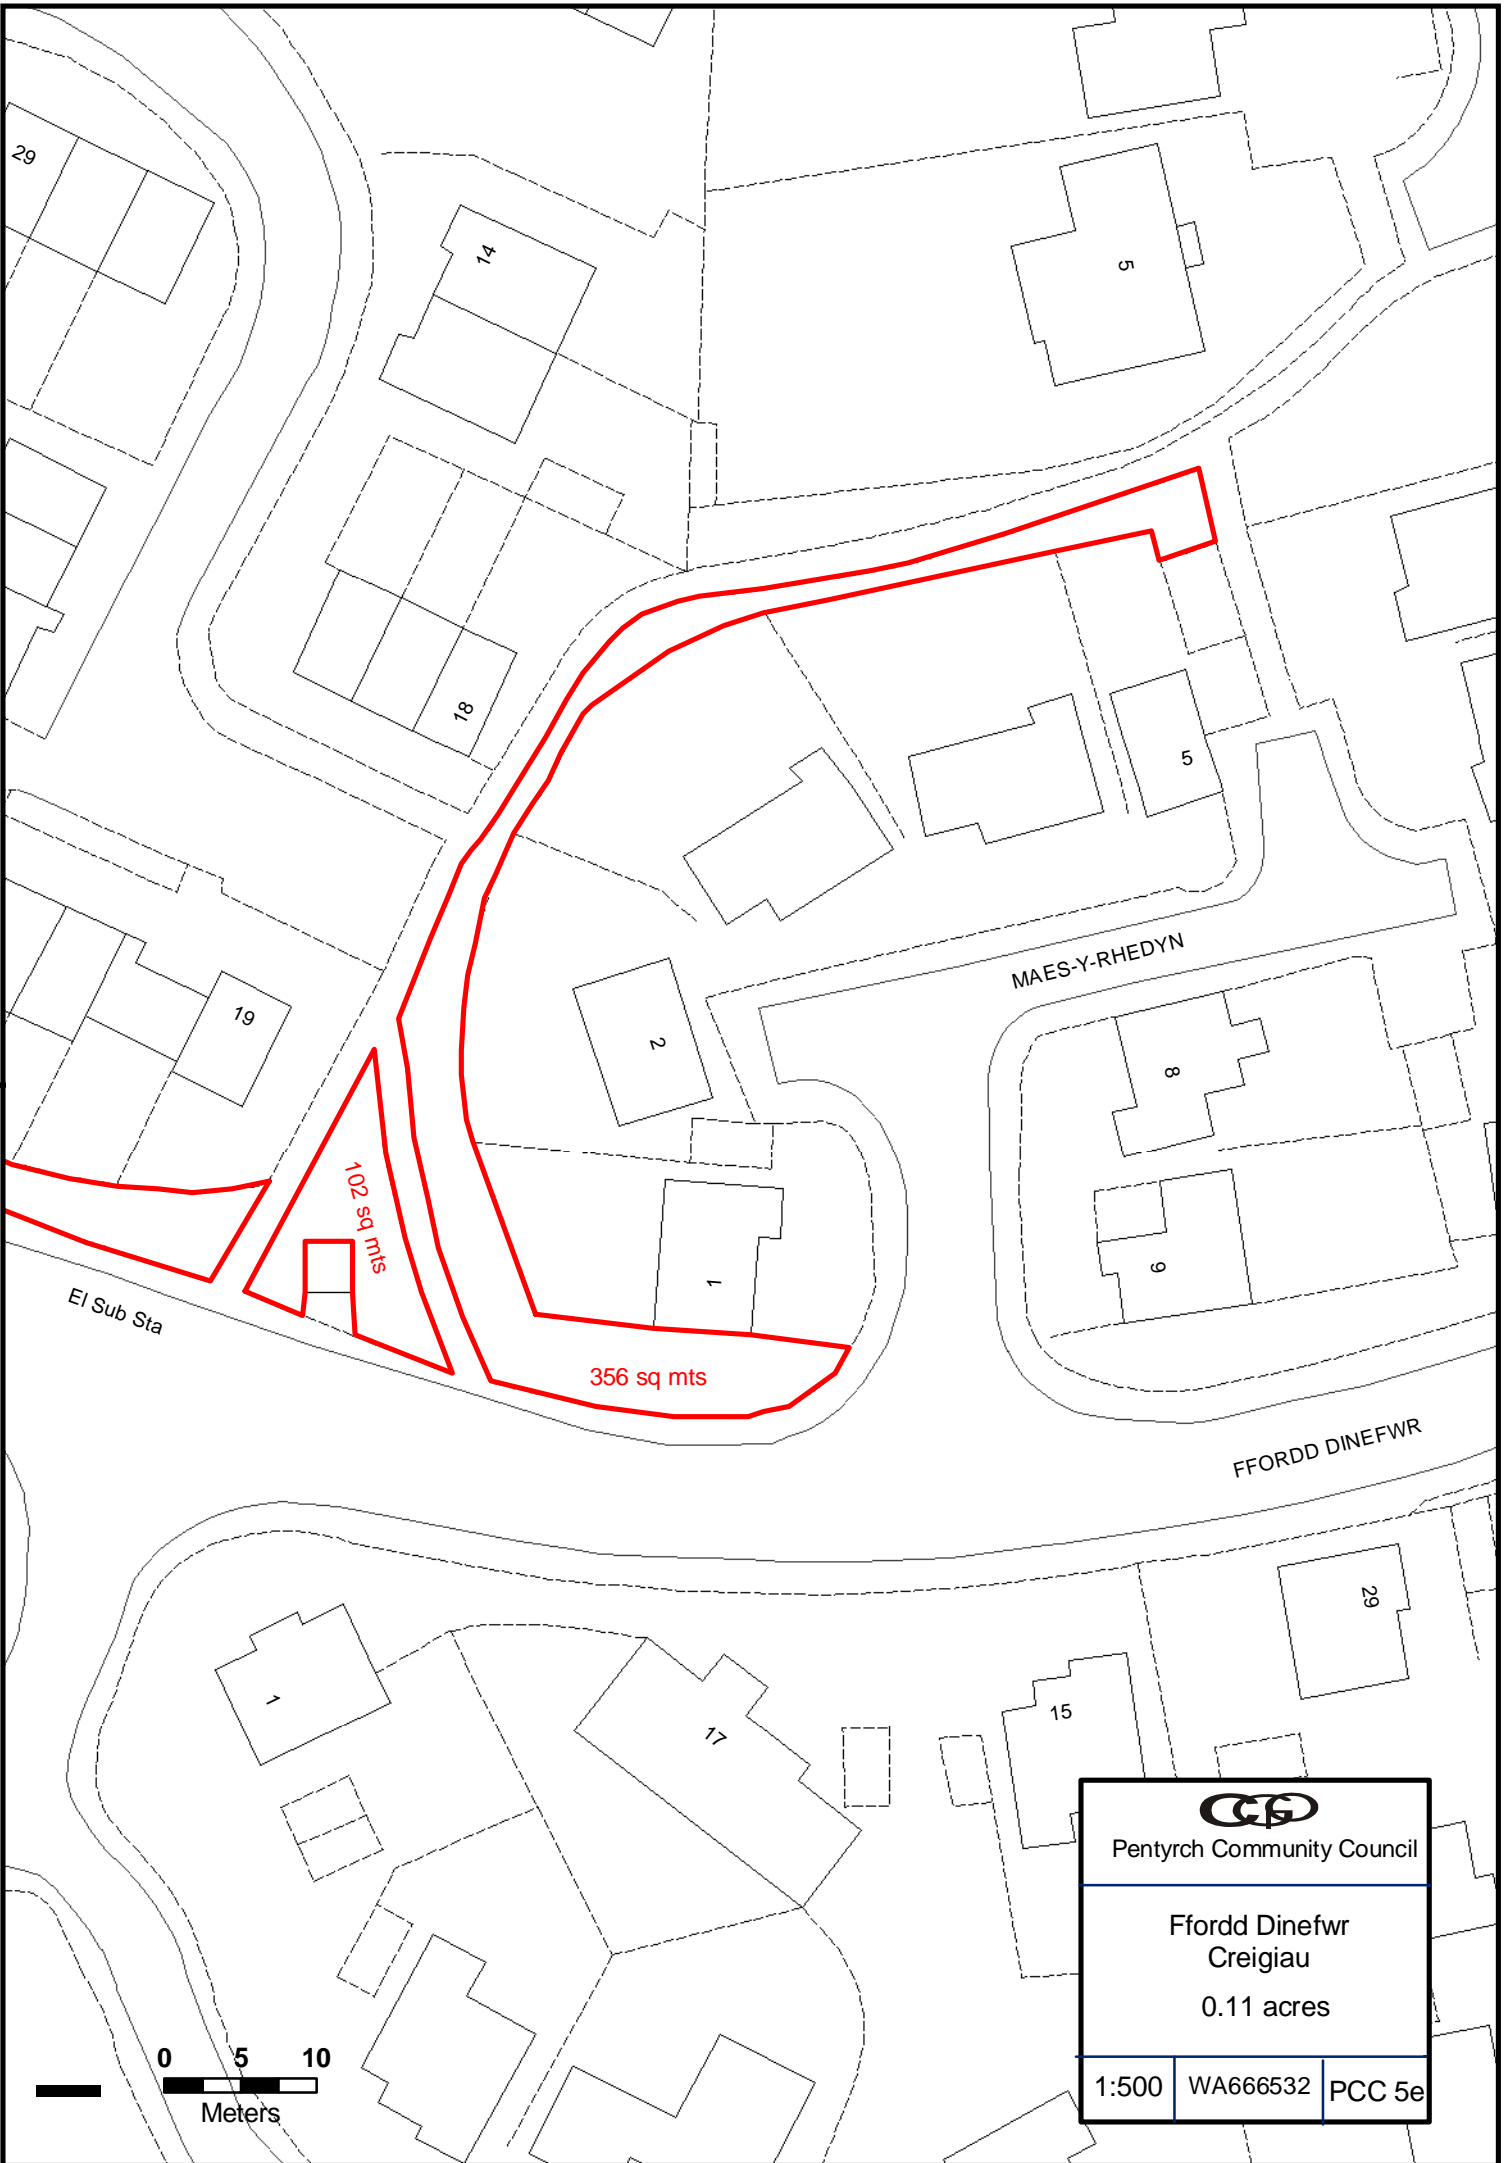 29
14
5
18
5
MAES-Y-RHEDYN
19
2
8
102 sq mts
1
9
El Sub Sta
356 sq mts
FFORDD DINEFWR
29
1
17
15
Pentyrch Community Council
Ffordd Dinefwr
Creigiau
0.11 acres
0 5 10
Meters
1:500 WA666532 PCC 5e